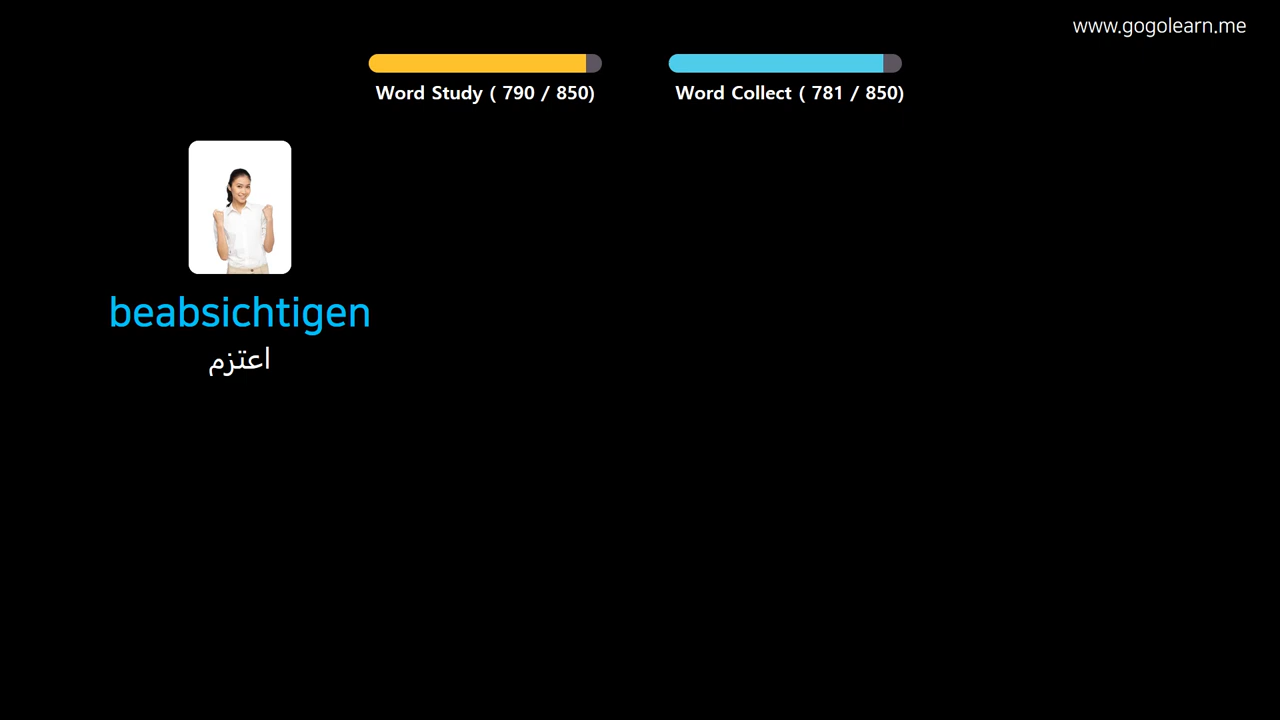 www.gogolearn.me
Word Study ( 790 / 850)
Word Collect ( 781 / 850)
beabsichtigen
اعتزم